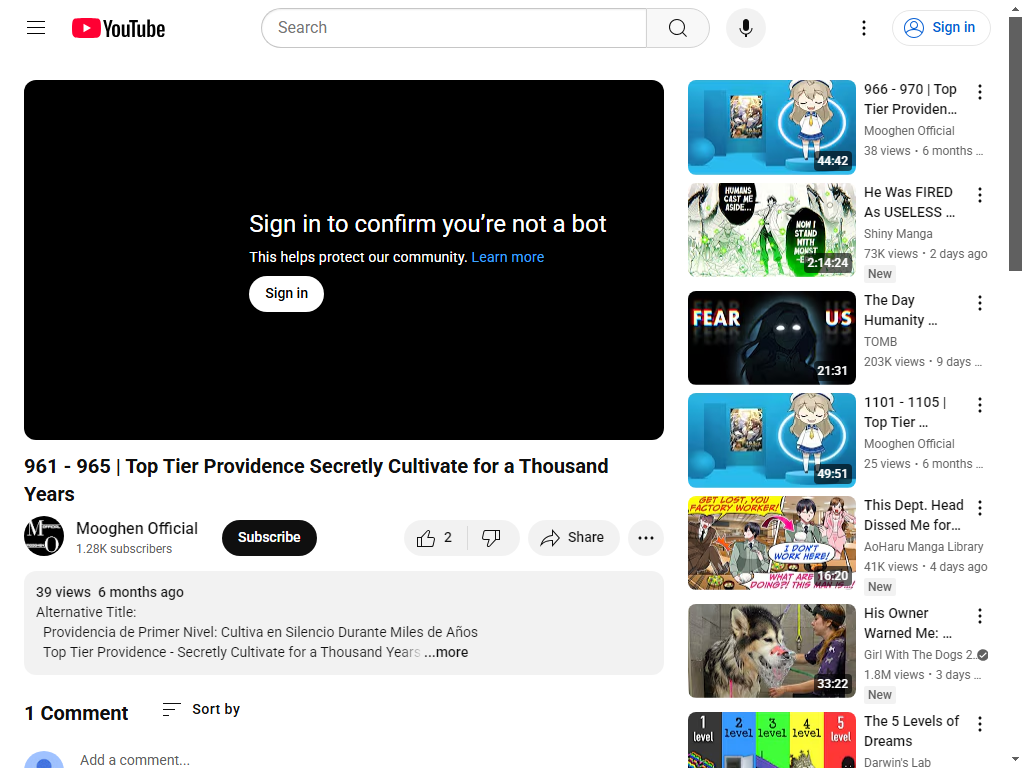 YouTube
Search
Sign in
Sign in to confirm you're not a bot
This helps protect our community. Learn more
Sign in
961 - 965 | Top Tier Providence Secretly Cultivate for a Thousand
Years
Mooghen Official
1.28K subscribers
Subscribe
2
Share
39 views 6 months ago
Alternative Title:
Providencia de Primer Nivel: Cultiva en Silencio Durante Miles de Años
Top Tier Providence - Secretly Cultivate for a Thousand Years ...more
1 Comment
Sort by
Add a comment...
44:42
966 - 970 | Top
Tier Providen...
Mooghen Official
38 views • 6 months ...
HUMANS
CAST ME
ASIDE...
NOW I
STAND
WITH
2:14:24
He Was FIRED
As USELESS ...
Shiny Manga
73K views • 2 days ago
New
FEAR US
21:31
The Day
Humanity ...
TOMB
203K views • 9 days ...
49:51
1101 - 1105 |
Top Tier ...
Mooghen Official
25 views • 6 months ...
GET LOST, YOU
FACTORY WORKER!
I DON'T
WORK HERE!
WHAT ARE
DOING?! THIS MAN IS...!
16:20
This Dept. Head
Dissed Me for...
AoHaru Manga Library
41K views • 4 days ago
New
33:22
His Owner
Warned Me: ...
Girl With The Dogs 2...
1.8M views • 3 days ...
New
1 level
2 level
3 level
4 level
5 level
The 5 Levels of
Dreams
Darwin's Lab